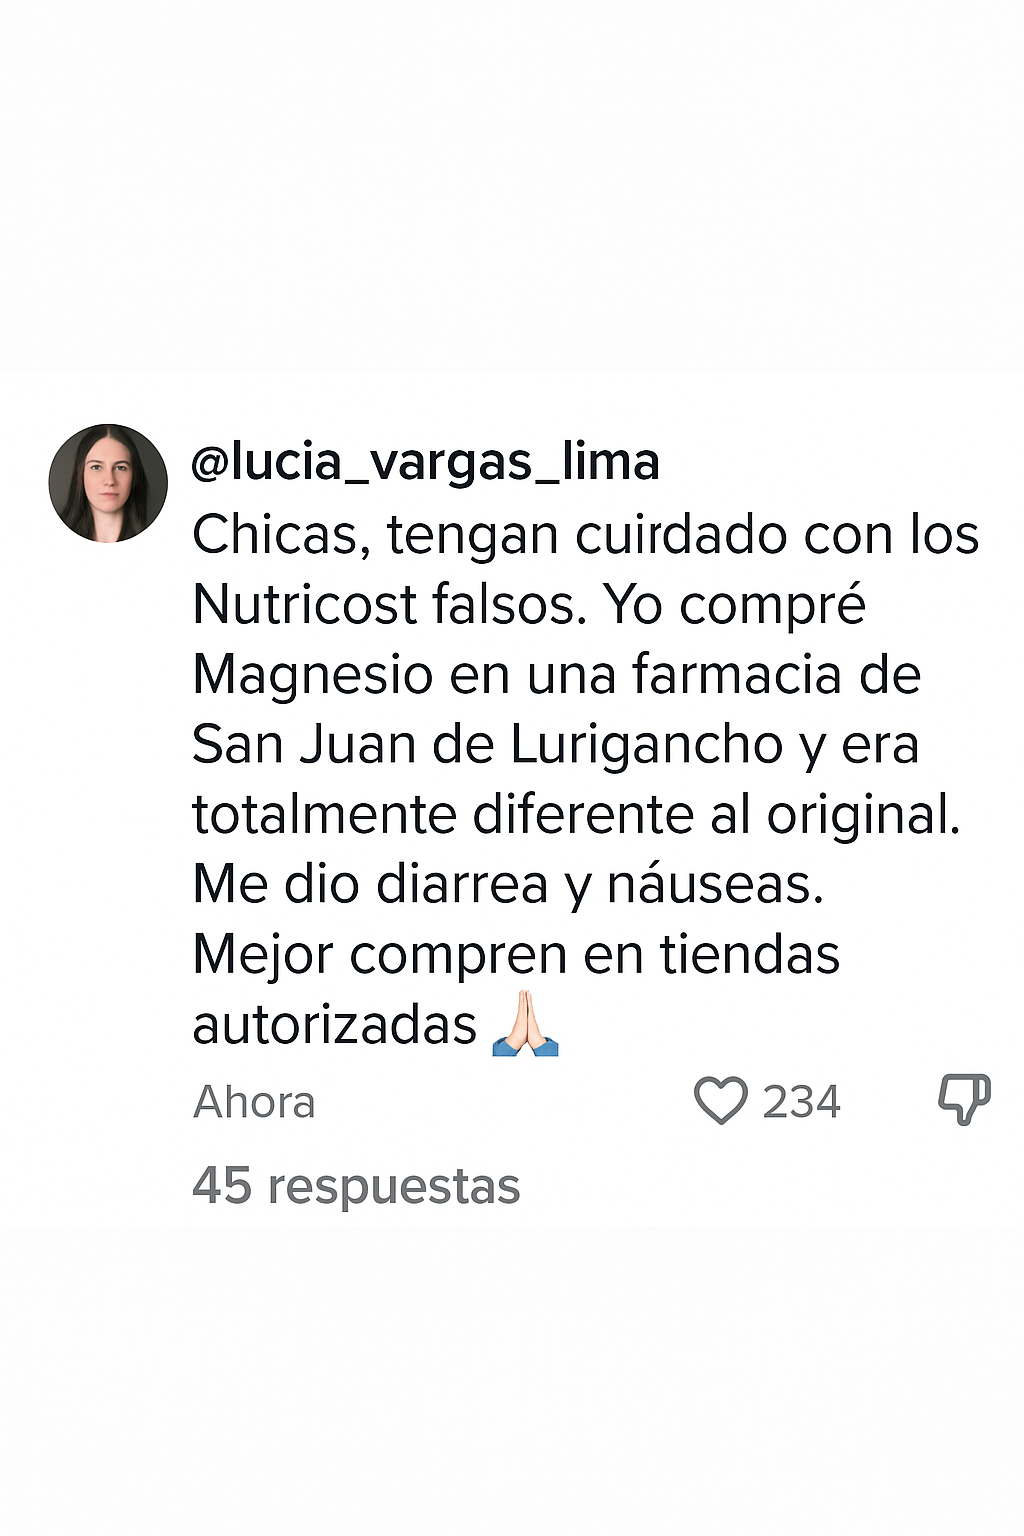 @lucia_vargas_lima
Chicas, tengan cuirdado con los
Nutricost falsos. Yo compré
Magnesio en una farmacia de
San Juan de Lurigancho y era
totalmente diferente al original.
Me dio diarrea y náuseas.
Mejor compren en tiendas
autorizadas 🙏🏻
Ahora 234
45 respuestas